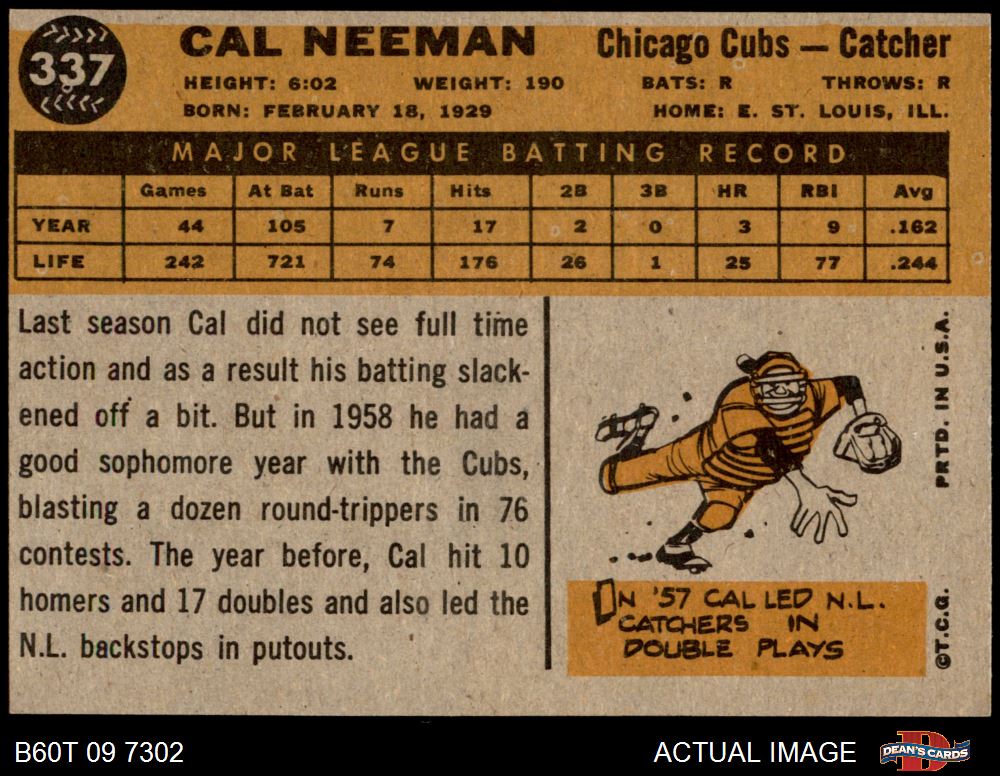 337
CAL NEEMAN
Chicago Cubs — Catcher
HEIGHT: 6:02 WEIGHT: 190 BATS: R THROWS: R
BORN: FEBRUARY 18, 1929 HOME: E. ST. LOUIS, ILL.
MAJOR LEAGUE BATTING RECORD
Games At Bat Runs Hits 2B 3B HR RBI Avg
YEAR 44 105 7 17 2 0 3 9 .162
LIFE 242 721 74 176 26 1 25 77 .244
Last season Cal did not see full time
action and as a result his batting slack-
ened off a bit. But in 1958 he had a
good sophomore year with the Cubs,
blasting a dozen round-trippers in 76
contests. The year before, Cal hit 10
homers and 17 doubles and also led the
N.L. backstops in putouts.
IN '57 CAL LED N.L.
CATCHERS IN
DOUBLE PLAYS
PRTD. IN U.S.A.
©T.C.G.
B60T 09 7302
ACTUAL IMAGE
D
DEAN'S CARDS